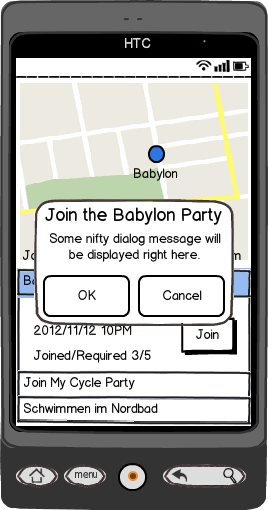 HTC
Babylon
Join the Babylon Party
Some nifty dialog message will
be displayed right here.
OK
Cancel
2012/11/12 10PM
Join
Joined/Required 3/5
Join My Cycle Party
Schwimmen im Nordbad
menu